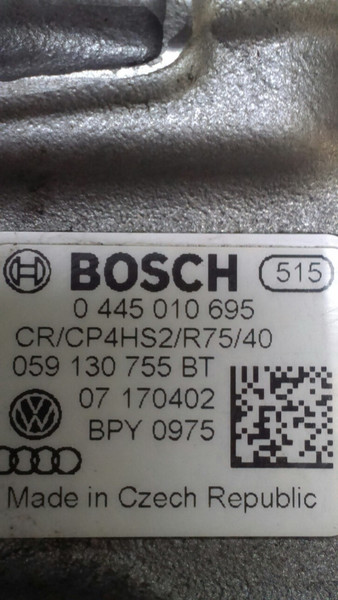 BOSCH 515
0 445 010 695
CR/CP4HS2/R75/40
059 130 755 BT
07 170402
BPY 0975
Made in Czech Republic